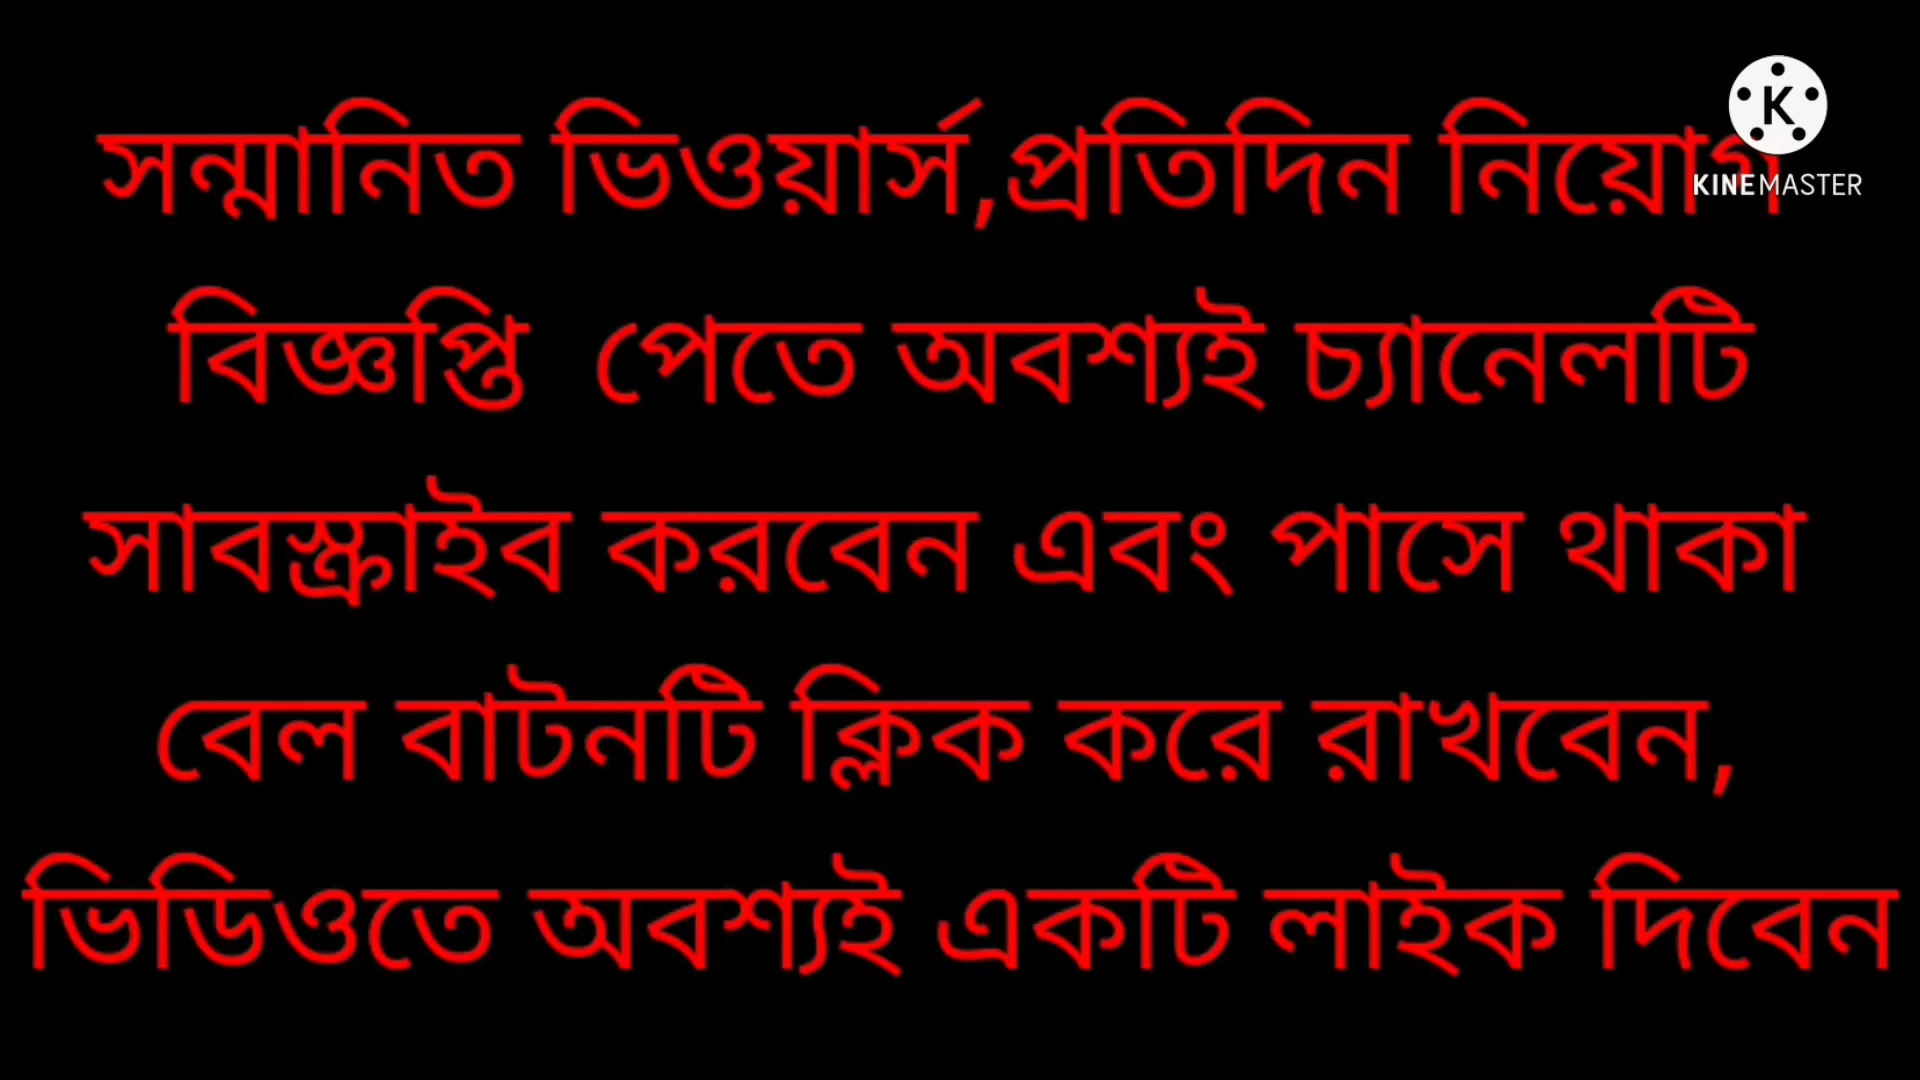 সন্মানিত ভিওয়ার্স,প্রতিদিন নিয়োগ
বিজ্ঞপ্তি  পেতে অবশ্যই চ্যানেলটি
সাবস্ক্রাইব করবেন এবং পাসে থাকা
বেল বাটনটি ক্লিক করে রাখবেন,
ভিডিওতে অবশ্যই একটি লাইক দিবেন
K
KINEMASTER